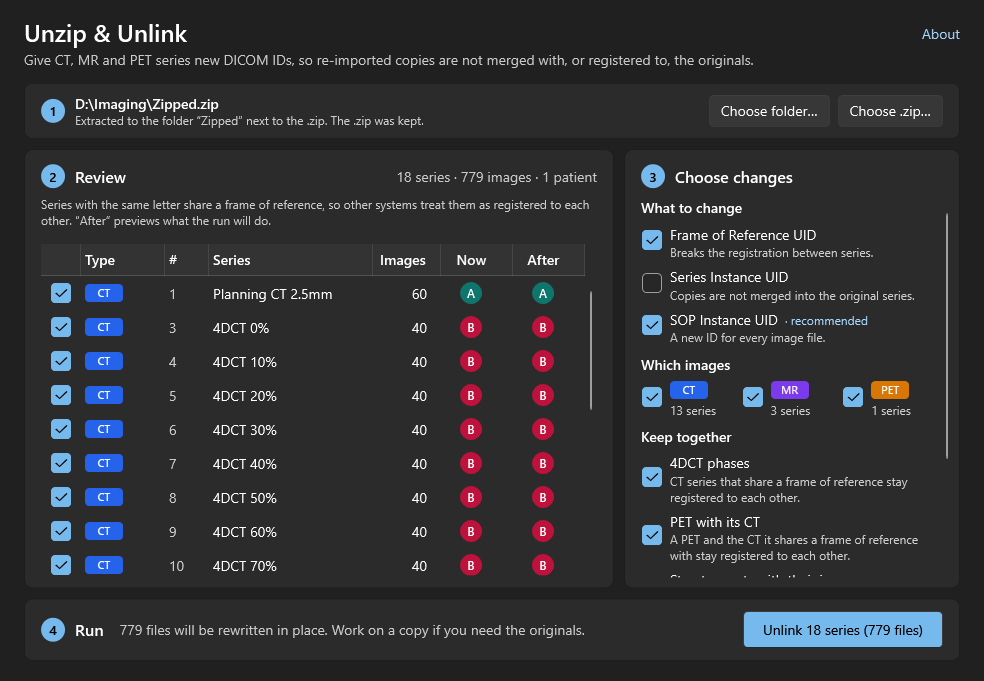 Unzip & Unlink
About
Give CT, MR and PET series new DICOM IDs, so re-imported copies are not merged with, or registered to, the originals.
1
D:\Imaging\Zipped.zip
Extracted to the folder “Zipped” next to the .zip. The .zip was kept.
Choose folder...
Choose .zip...
2 Review
18 series · 779 images · 1 patient
Series with the same letter share a frame of reference, so other systems treat them as registered to each
other. “After” previews what the run will do.
Type # Series Images Now After
CT 1 Planning CT 2.5mm 60 A A
CT 3 4DCT 0% 40 B B
CT 4 4DCT 10% 40 B B
CT 5 4DCT 20% 40 B B
CT 6 4DCT 30% 40 B B
CT 7 4DCT 40% 40 B B
CT 8 4DCT 50% 40 B B
CT 9 4DCT 60% 40 B B
CT 10 4DCT 70% 40 B B
3 Choose changes
What to change
Frame of Reference UID
Breaks the registration between series.
Series Instance UID
Copies are not merged into the original series.
SOP Instance UID · recommended
A new ID for every image file.
Which images
CT MR PET
13 series 3 series 1 series
Keep together
4DCT phases
CT series that share a frame of reference stay
registered to each other.
PET with its CT
A PET and the CT it shares a frame of reference
with stay registered to each other.
4 Run 779 files will be rewritten in place. Work on a copy if you need the originals.
Unlink 18 series (779 files)